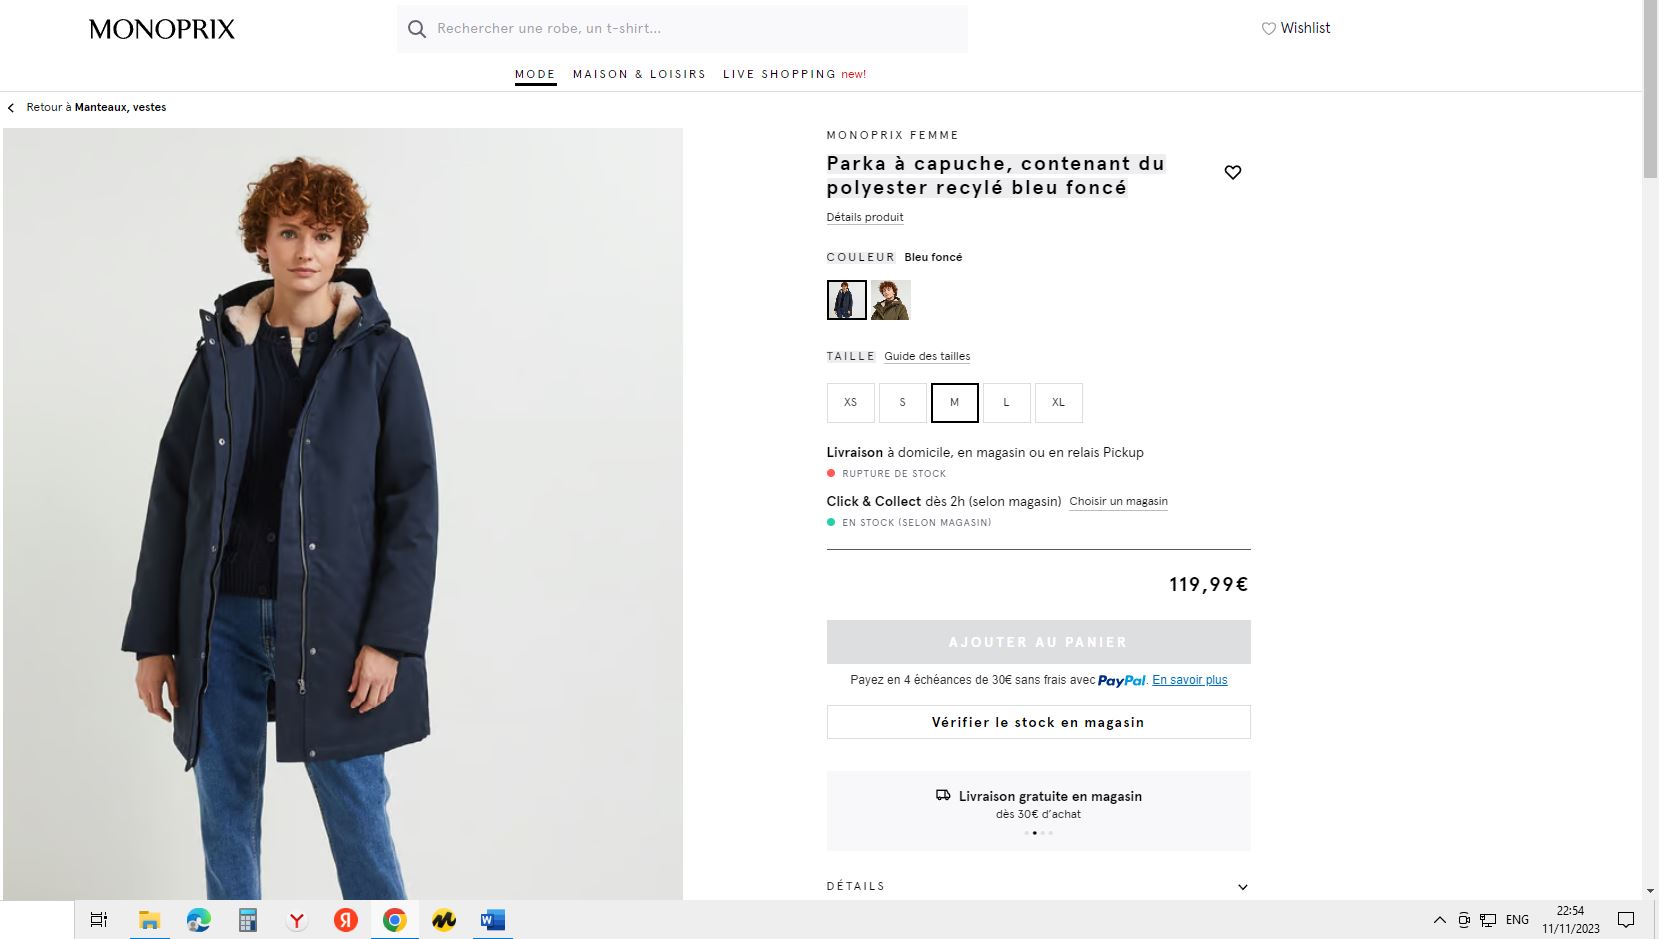 MONOPRIX
Rechercher une robe, un t-shirt...
Wishlist
MODE MAISON & LOISIRS LIVE SHOPPING new!
Retour à Manteaux, vestes
MONOPRIX FEMME
Parka à capuche, contenant du
polyester recylé bleu foncé
Détails produit
COULEUR Bleu foncé
TAILLE Guide des tailles
XS S M L XL
Livraison à domicile, en magasin ou en relais Pickup
RUPTURE DE STOCK
Click & Collect dès 2h (selon magasin) Choisir un magasin
EN STOCK (SELON MAGASIN)
119,99€
AJOUTER AU PANIER
Payez en 4 échéances de 30€ sans frais avec PayPal. En savoir plus
Vérifier le stock en magasin
Livraison gratuite en magasin
dès 30€ d'achat
DÉTAILS
ENG
22:54
11/11/2023